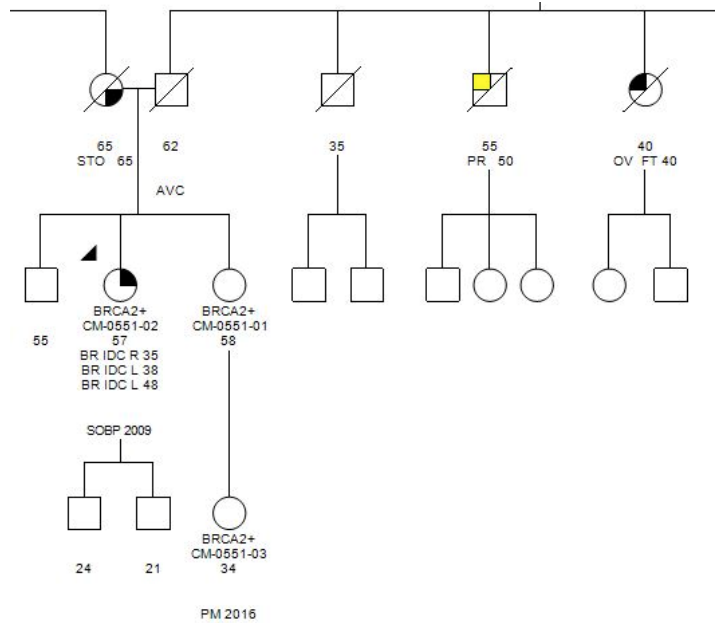 65
STO 65
62
AVC
35
55
PR 50
40
OV FT 40
55
BRCA2+
CM-0551-02
57
BR IDC R 35
BR IDC L 38
BR IDC L 48
SOBP 2009
BRCA2+
CM-0551-01
58
24
21
BRCA2+
CM-0551-03
34
PM 2016